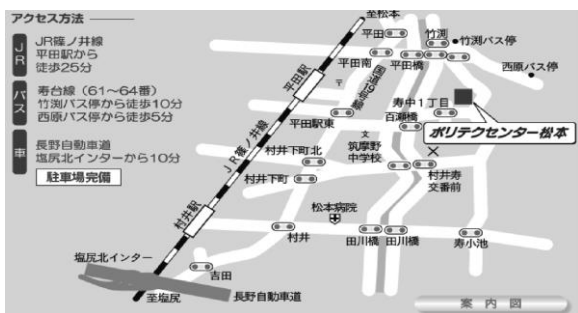 アクセス方法
JR
JR篠ノ井線
平田駅から
徒歩25分
バス
寿台線（61～64番）
竹渕バス停から徒歩10分
西原バス停から徒歩5分
車
長野自動車道
塩尻北インターから10分
駐車場完備
至松本
平田
竹渕
竹渕バス停
平田南
平田橋
西原バス停
平田駅
〒
寿中1丁目
平田駅東
百瀬橋
ポリテクセンター松本
JR篠ノ井線
村井下町北
文
筑摩野
中学校
村井下町
村井寿
交番前
村井駅
松本病院
村井
田川橋
田川橋
寿小池
塩尻北インター
吉田
至塩尻
長野自動車道
案内図